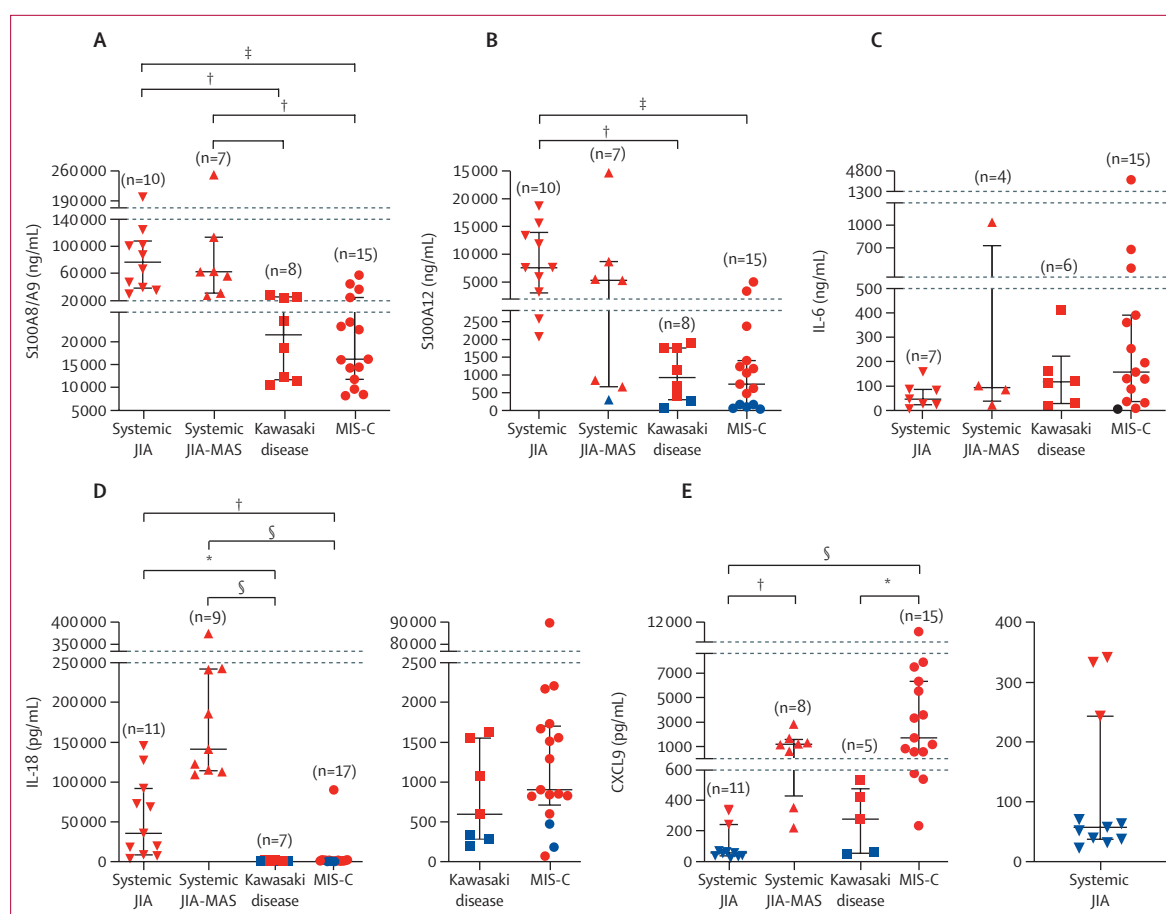 A
‡
†
†
(n=7)
(n=10)
(n=8)
(n=15)
S100A8/A9 (ng/mL)
260 000
190 000
140 000
100 000
60 000
20 000
20 000
15 000
10 000
5000
Systemic JIA
Systemic JIA-MAS
Kawasaki disease
MIS-C
B
‡
†
(n=7)
(n=10)
(n=15)
(n=8)
S100A12 (ng/mL)
15 000
10 000
5000
2500
2000
1500
1000
500
0
Systemic JIA
Systemic JIA-MAS
Kawasaki disease
MIS-C
C
(n=15)
(n=4)
(n=6)
(n=7)
IL-6 (ng/mL)
4800
1300
1000
700
500
400
300
200
100
0
Systemic JIA
Systemic JIA-MAS
Kawasaki disease
MIS-C
D
†
§
*
§
(n=9)
(n=11)
(n=17)
(n=7)
IL-18 (pg/mL)
400 000
350 000
250 000
200 000
150 000
100 000
50 000
0
Systemic JIA
Systemic JIA-MAS
Kawasaki disease
MIS-C
90 000
80 000
2500
2000
1500
1000
500
0
Kawasaki disease
MIS-C
E
§
†
*
(n=15)
(n=8)
(n=5)
(n=11)
CXCL9 (pg/mL)
12 000
7000
5000
3000
1000
600
400
200
0
Systemic JIA
Systemic JIA-MAS
Kawasaki disease
MIS-C
400
300
200
100
0
Systemic JIA